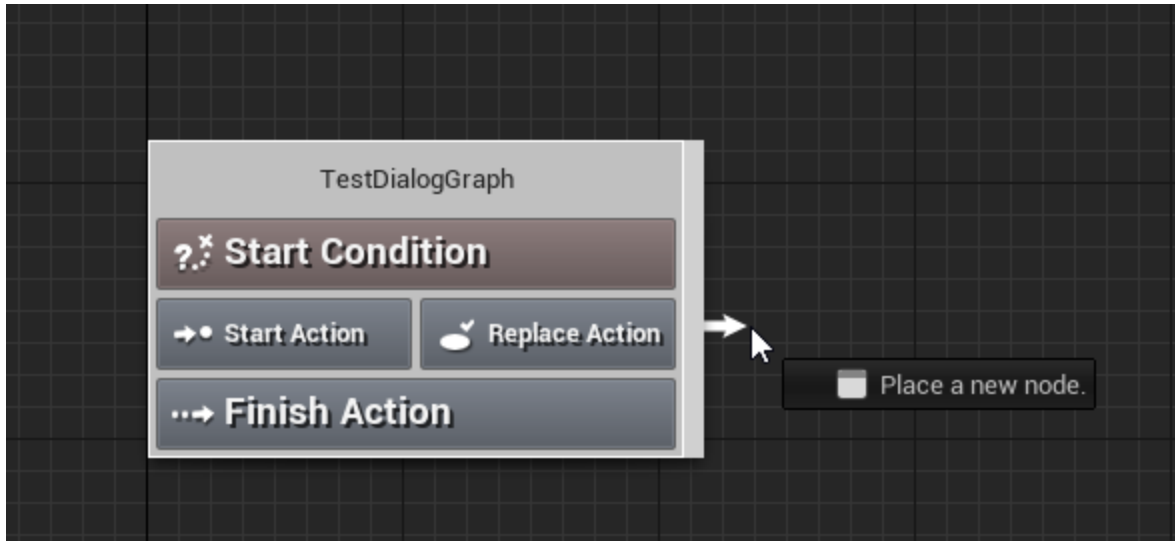 TestDialogGraph
Start Condition
Start Action
Replace Action
Finish Action
Place a new node.